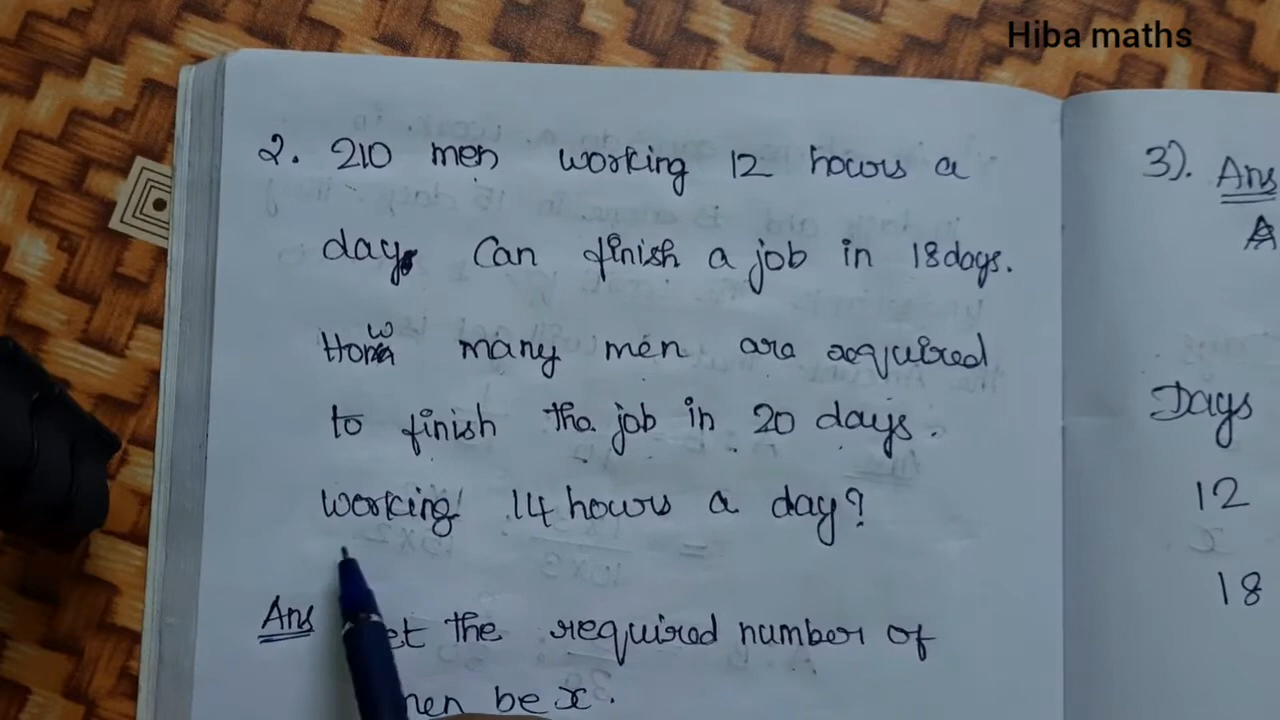 Hiba maths
2. 210 men working 12 hours a
day can finish a job in 18days.
How many men are required
to finish the job in 20 days.
working 14 hours a day?
Ans et the required number of
men be x.
3). Ans
A
Days
12
x
18